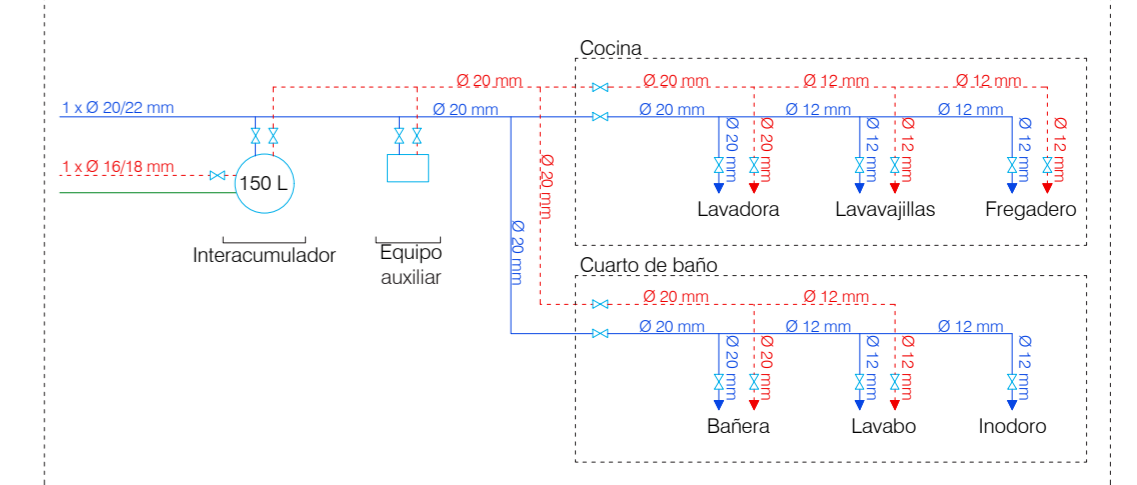 Cocina
Ø 20 mm
Ø 20 mm
Ø 12 mm
Ø 12 mm
1 x Ø 20/22 mm
Ø 20 mm
Ø 20 mm
Ø 12 mm
Ø 12 mm
Ø 20 mm
Ø 20 mm
Ø 12 mm
Ø 12 mm
Ø 12 mm
Ø 12 mm
1 x Ø 16/18 mm
150 L
Ø 20 mm
Lavadora
Lavavajillas
Fregadero
Ø 20 mm
Interacumulador
Equipo
auxiliar
Cuarto de baño
Ø 20 mm
Ø 12 mm
Ø 20 mm
Ø 12 mm
Ø 12 mm
Ø 20 mm
Ø 20 mm
Ø 12 mm
Ø 12 mm
Ø 12 mm
Bañera
Lavabo
Inodoro